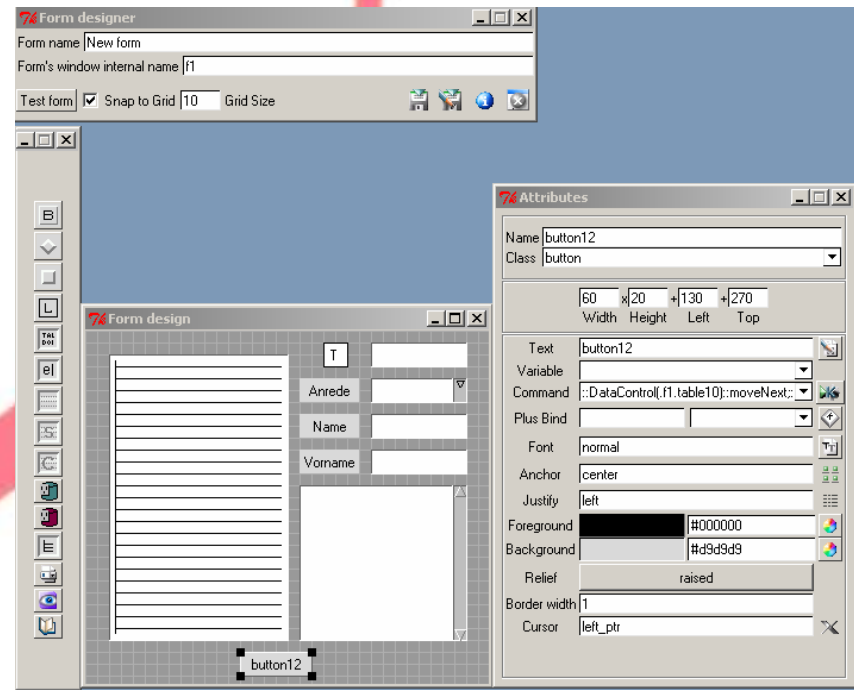 Form designer
Form name New form
Form's window internal name f1
Test form Snap to Grid 10 Grid Size
B
L
e|
S
C
Form design
T
Anrede
Name
Vorname
button12
Attributes
Name button12
Class button
60 x 20 + 130 + 270
Width Height Left Top
Text button12
Variable
Command ::DataControl(.f1.table10)::moveNext;:
Plus Bind
Font normal
Anchor center
Justify left
Foreground #000000
Background #d9d9d9
Relief raised
Border width 1
Cursor left_ptr